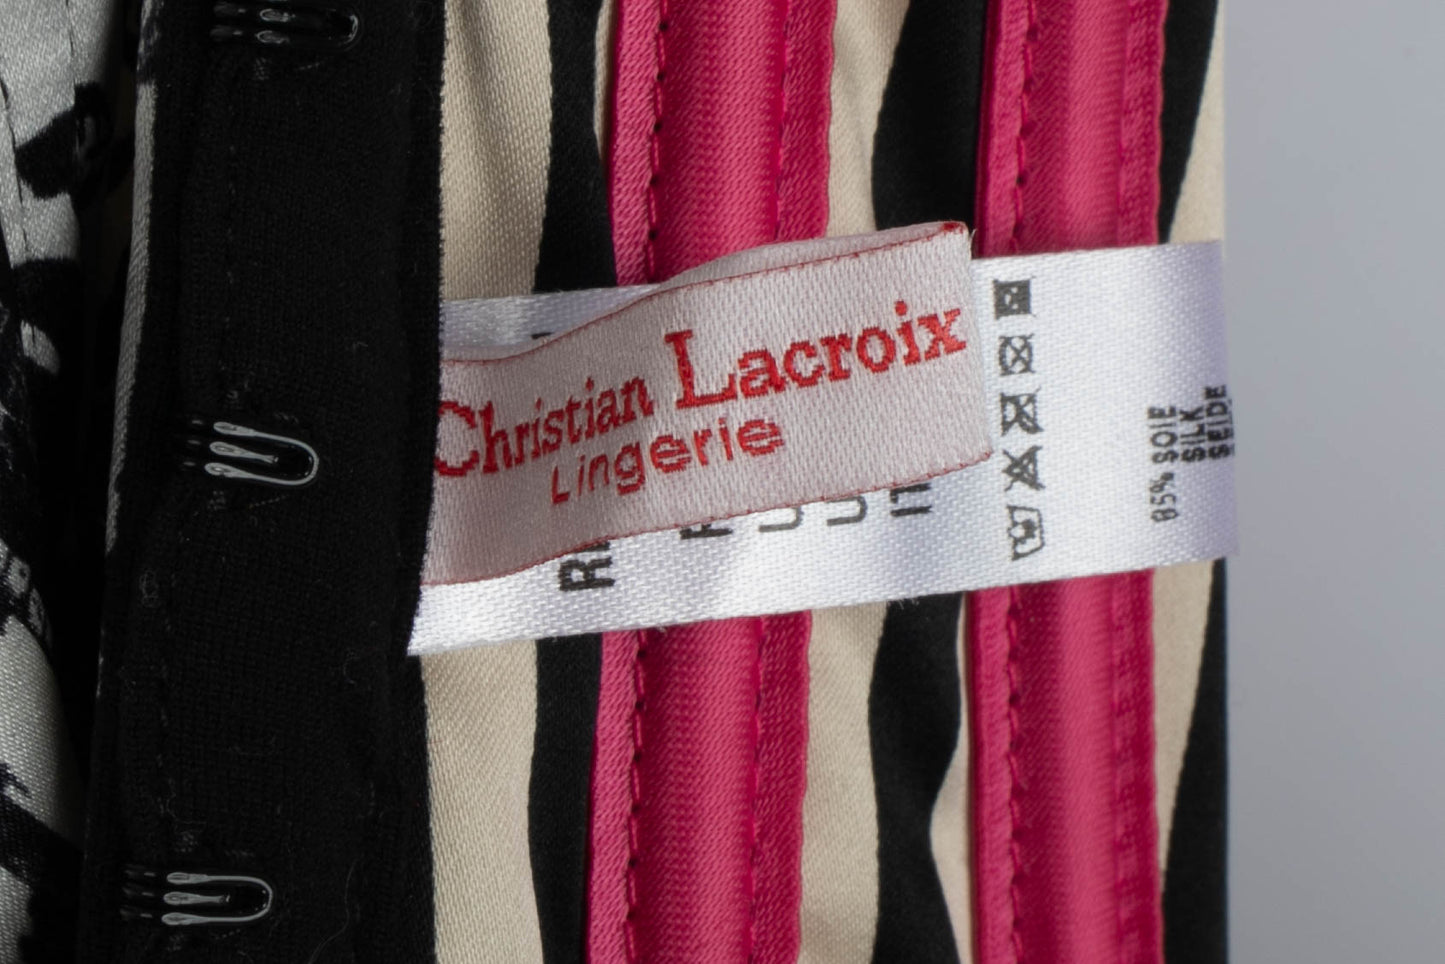 Christian Lacroix
Lingerie
85% SOIE
SILK
SEIDE